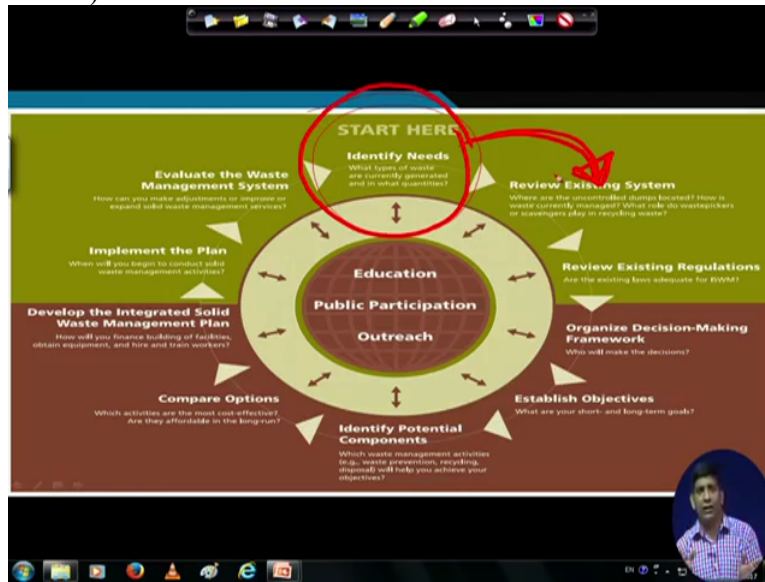 START HERE
Identify Needs
What types of waste
are currently generated
and in what quantities?
Review Existing System
Where are the uncontrolled dumps located? How is
waste currently managed? What role do wastepickers
or scavengers play in recycling waste?
Review Existing Regulations
Are the existing laws adequate for ISWM?
Organize Decision-Making
Framework
Who will make the decisions?
Establish Objectives
What are your short- and long-term goals?
Identify Potential
Components
Which waste management activities
(e.g., waste prevention, recycling,
disposal) will help you achieve your
objectives?
Compare Options
Which activities are the most cost-effective?
Are they affordable in the long-run?
Develop the Integrated Solid
Waste Management Plan
How will you finance building of facilities,
obtain equipment, and hire and train workers?
Implement the Plan
When will you begin to conduct solid
waste management activities?
Evaluate the Waste
Management System
How can you make adjustments or improve or
expand solid waste management services?
Education
Public Participation
Outreach
EN